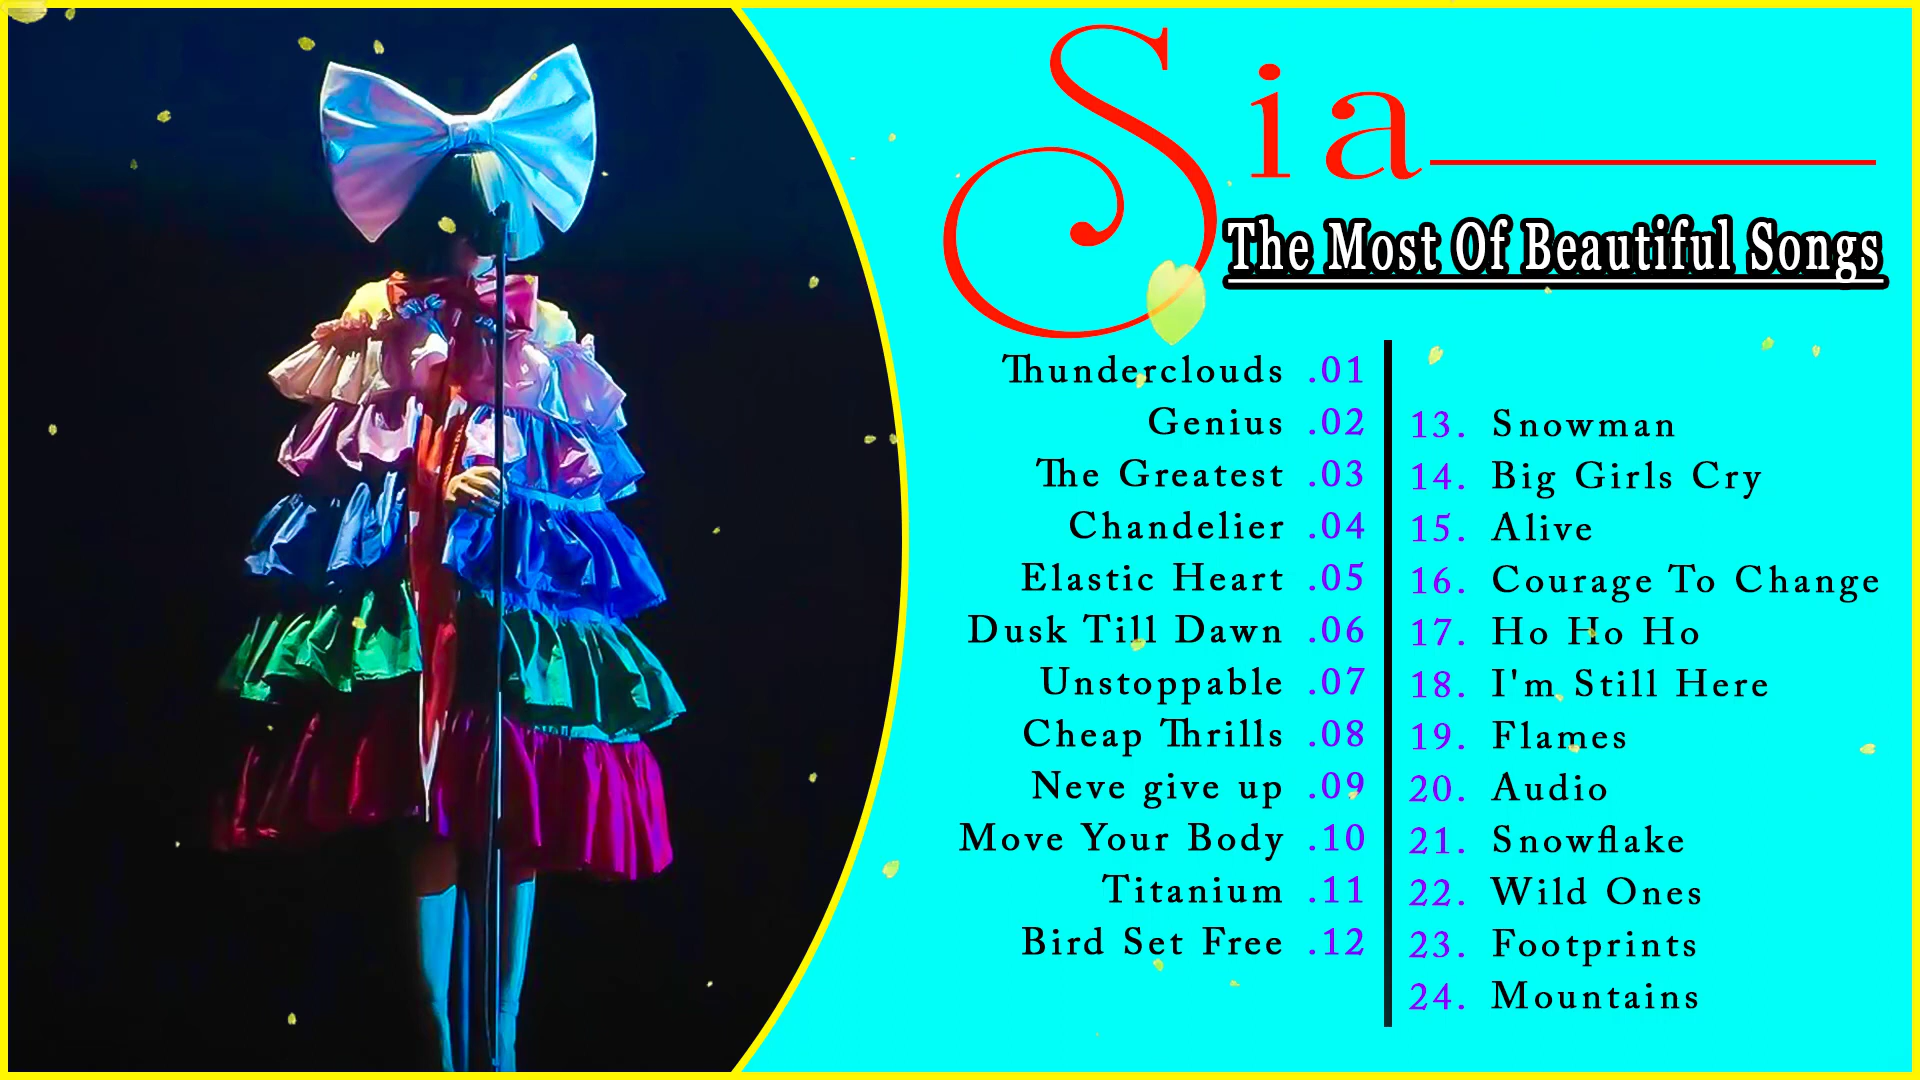 Sia
The Most Of Beautiful Songs
Thunderclouds .01
Genius .02
The Greatest .03
Chandelier .04
Elastic Heart .05
Dusk Till Dawn .06
Unstoppable .07
Cheap Thrills .08
Neve give up .09
Move Your Body .10
Titanium .11
Bird Set Free .12
13. Snowman
14. Big Girls Cry
15. Alive
16. Courage To Change
17. Ho Ho Ho
18. I'm Still Here
19. Flames
20. Audio
21. Snowflake
22. Wild Ones
23. Footprints
24. Mountains